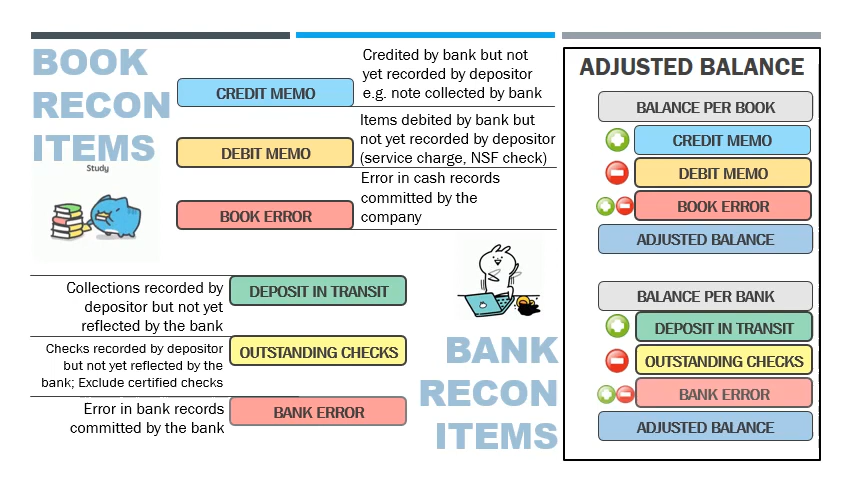 BOOK
RECON
ITEMS
Study
CREDIT MEMO
Credited by bank but not
yet recorded by depositor
e.g. note collected by bank
DEBIT MEMO
Items debited by bank but
not yet recorded by depositor
(service charge, NSF check)
BOOK ERROR
Error in cash records
committed by the
company
Collections recorded by
depositor but not yet
reflected by the bank
DEPOSIT IN TRANSIT
Checks recorded by depositor
but not yet reflected by the
bank; Exclude certified checks
OUTSTANDING CHECKS
Error in bank records
committed by the bank
BANK ERROR
BANK
RECON
ITEMS
ADJUSTED BALANCE
BALANCE PER BOOK
CREDIT MEMO
DEBIT MEMO
BOOK ERROR
ADJUSTED BALANCE
BALANCE PER BANK
DEPOSIT IN TRANSIT
OUTSTANDING CHECKS
BANK ERROR
ADJUSTED BALANCE